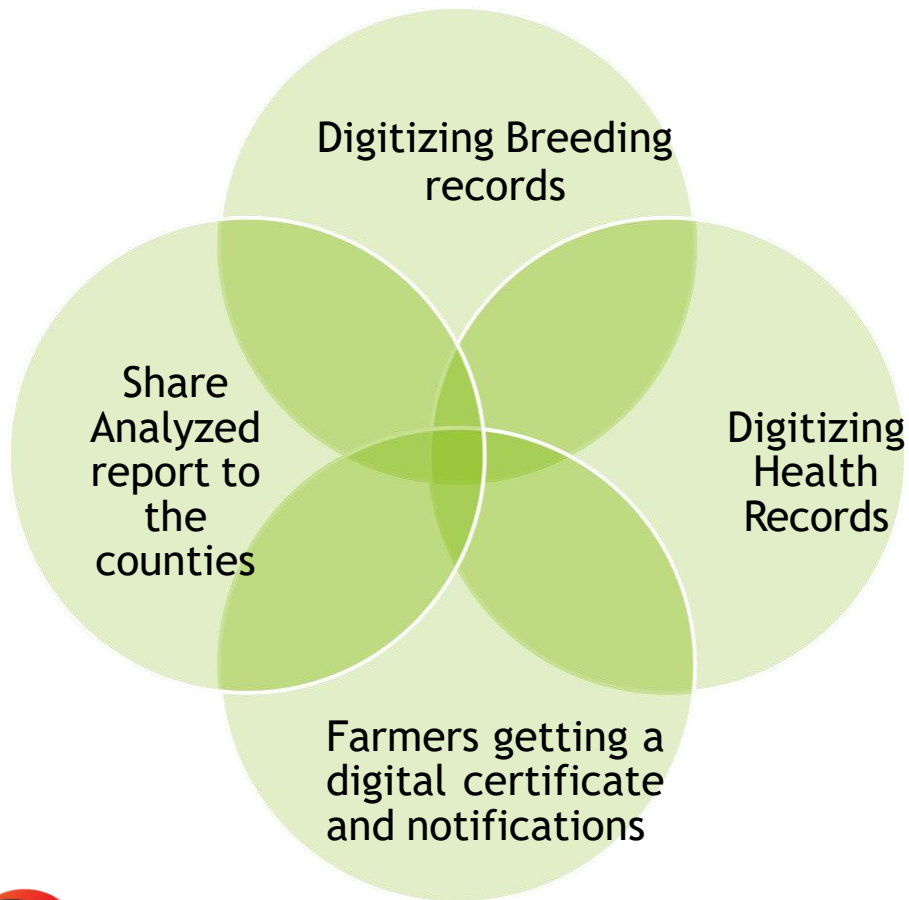 Digitizing Breeding
records
Share
Analyzed
report to
the
counties
Digitizing
Health
Records
Farmers getting a
digital certificate
and notifications